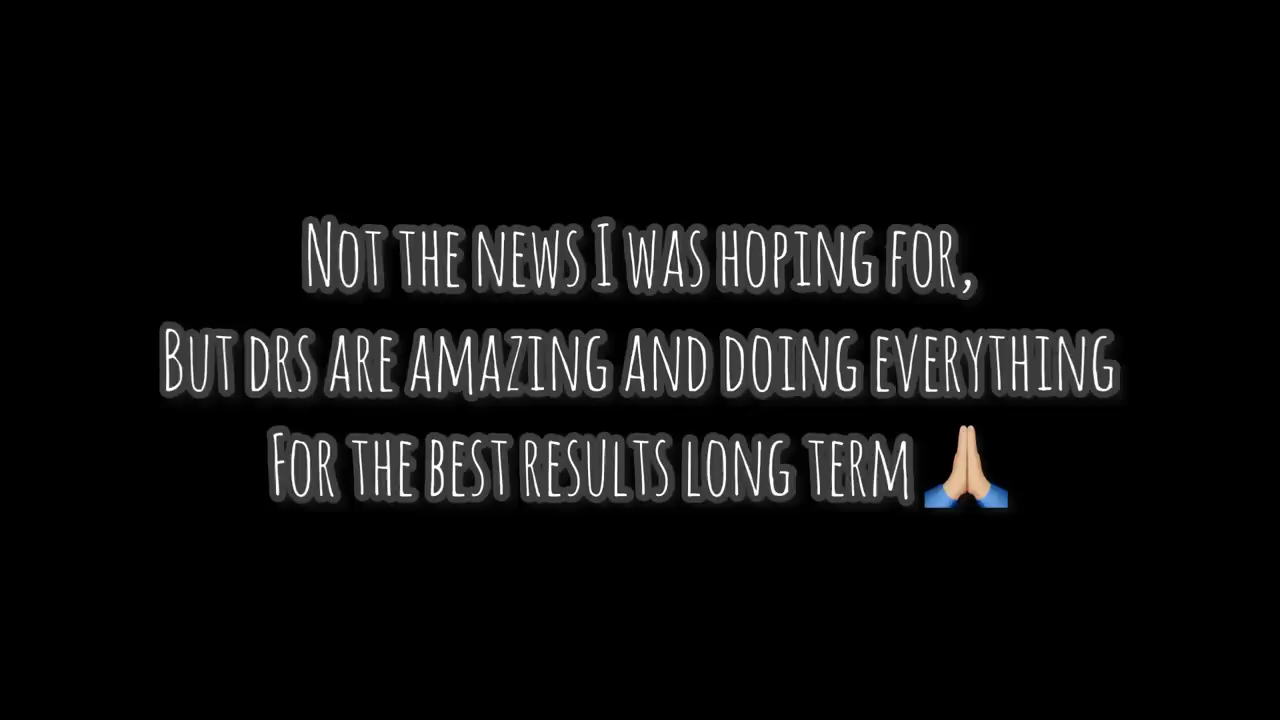 Not the news I was hoping for,
But drs are amazing and doing everything
For the best results long term 🙏🏼